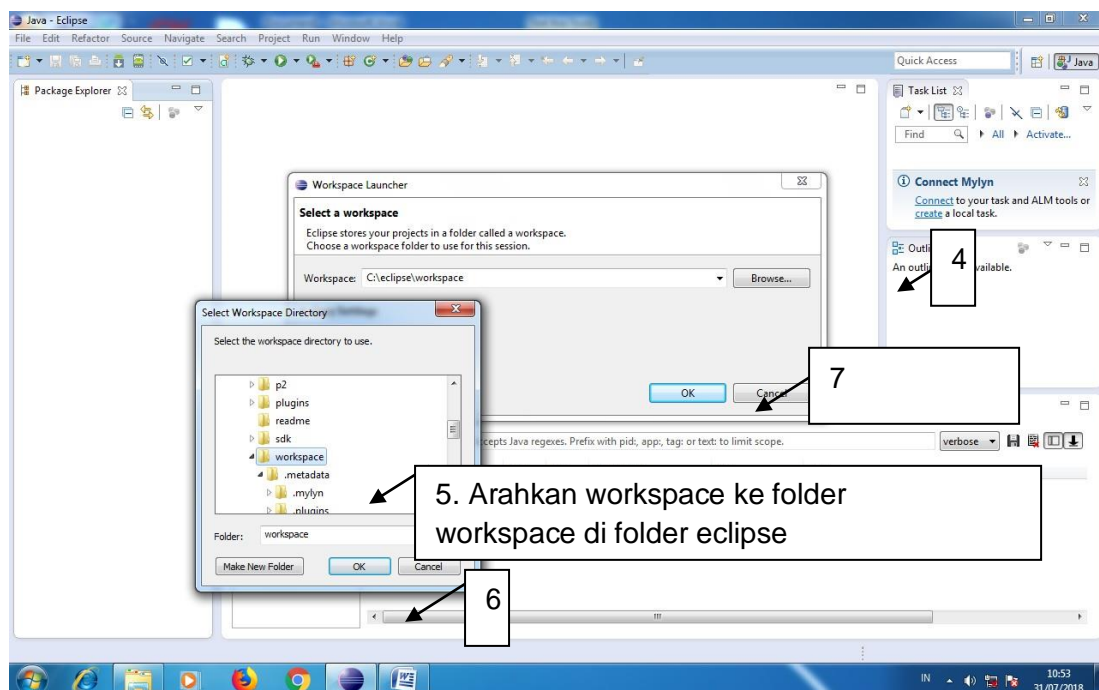 Java - Eclipse
File Edit Refactor Source Navigate Search Project Run Window Help
Quick Access
Java
Package Explorer
Task List
Find
All
Activate...
Connect Mylyn
Connect to your task and ALM tools or
create a local task.
An
4
Workspace Launcher
Select a workspace
Eclipse stores your projects in a folder called a workspace.
Choose a workspace folder to use for this session.
Workspace: C:\eclipse\workspace
Browse...
OK
Cancel
7
Select Workspace Directory
Select the workspace directory to use.
p2
plugins
readme
sdk
workspace
.metadata
.mylyn
.plugins
Folder: workspace
Make New Folder
OK
Cancel
Java regexes. Prefix with pid:, app:, tag: or text: to limit scope.
verbose
5. Arahkan workspace ke folder
workspace di folder eclipse
6
IN
10:53
31/07/2018